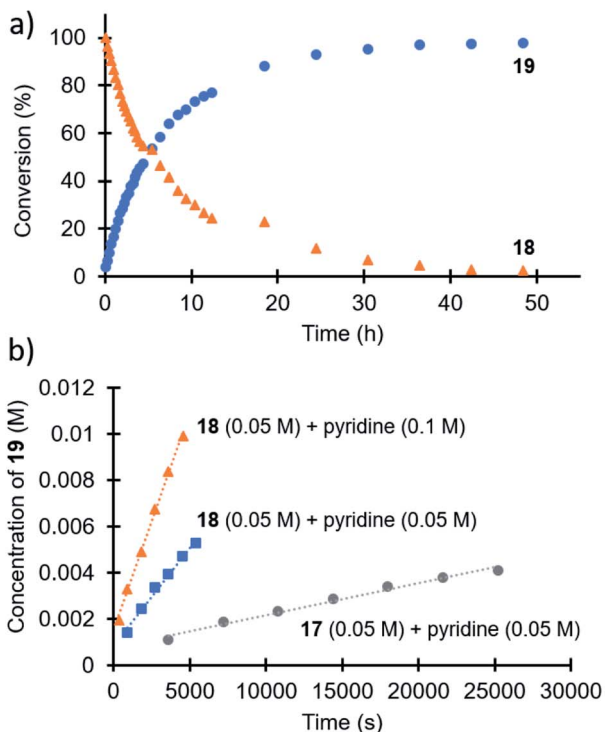 a)
100
80
60
40
20
0
Conversion (%)
19
18
0 10 20 30 40 50
Time (h)
b)
0.012
0.01
0.008
0.006
0.004
0.002
0
Concentration of 19 (M)
18 (0.05 M) + pyridine (0.1 M)
18 (0.05 M) + pyridine (0.05 M)
17 (0.05 M) + pyridine (0.05 M)
0 5000 10000 15000 20000 25000 30000
Time (s)